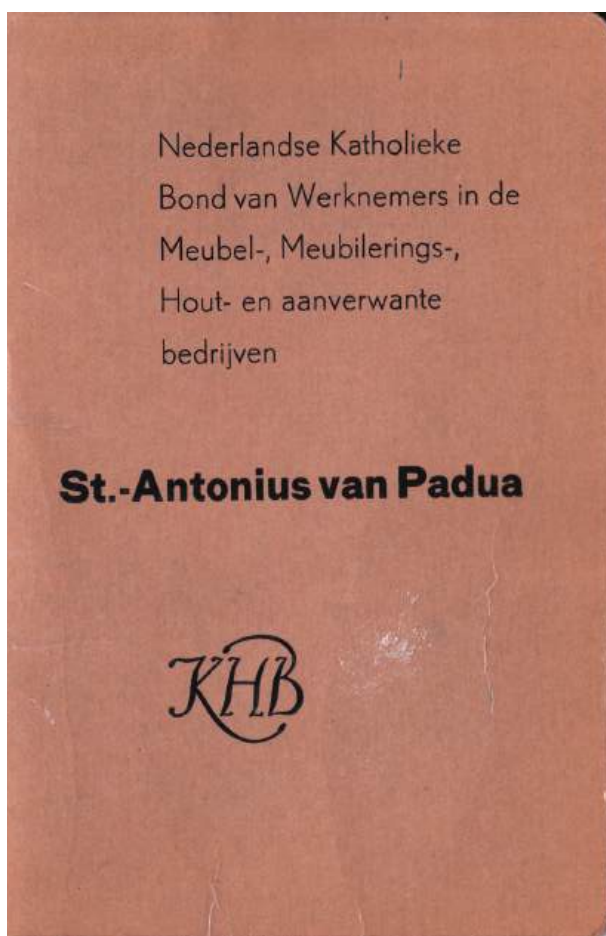 Nederlandse Katholieke
Bond van Werknemers in de
Meubel-, Meubilerings-,
Hout- en aanverwante
bedrijven
St.-Antonius van Padua
KHB